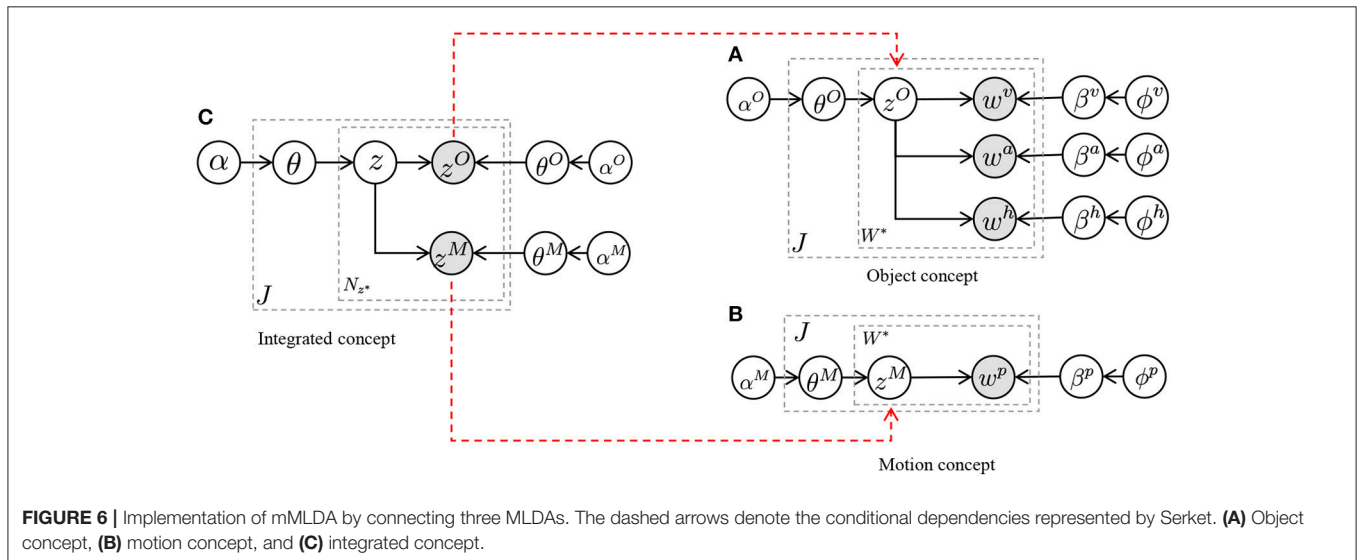 A
α^O θ^O z^O w^v β^v ϕ^v
w^a β^a ϕ^a
w^h β^h ϕ^h
J W*
Object concept
C
α θ z z^O θ^O α^O
z^M θ^M α^M
J N_{z*}
Integrated concept
B
J W*
α^M θ^M z^M w^p β^p ϕ^p
Motion concept
FIGURE 6 | Implementation of mMLDA by connecting three MLDAs. The dashed arrows denote the conditional dependencies represented by Serket. (A) Object
concept, (B) motion concept, and (C) integrated concept.